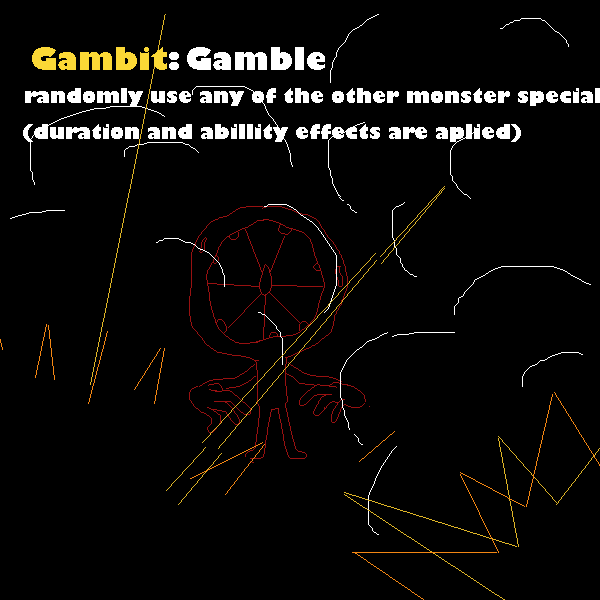 Gambit: Gamble
randomly use any of the other monster special
(duration and abillity effects are aplied)